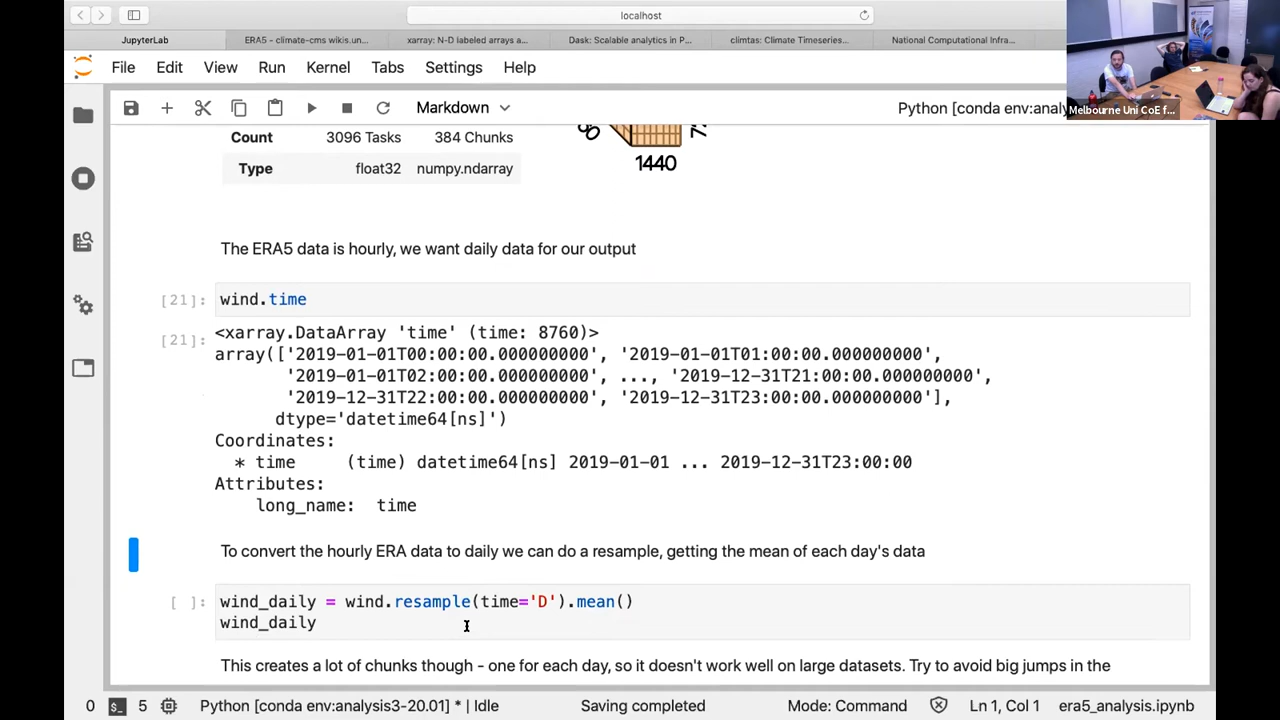 localhost
JupyterLab
ERA5 - climate-cms wikis.un...
xarray: N-D labeled arrays a...
Dask: Scalable analytics in P...
climtas: Climate Timeseries...
National Computational Infra...
File Edit View Run Kernel Tabs Settings Help
Markdown
Python [conda env:analy
Melbourne Uni CoE f...
Count 3096 Tasks 384 Chunks
Type float32 numpy.ndarray
1440
The ERA5 data is hourly, we want daily data for our output
[21]: wind.time
[21]: <xarray.DataArray 'time' (time: 8760)>
array(['2019-01-01T00:00:00.000000000', '2019-01-01T01:00:00.000000000',
'2019-01-01T02:00:00.000000000', ..., '2019-12-31T21:00:00.000000000',
'2019-12-31T22:00:00.000000000', '2019-12-31T23:00:00.000000000'],
dtype='datetime64[ns]')
Coordinates:
* time (time) datetime64[ns] 2019-01-01 ... 2019-12-31T23:00:00
Attributes:
long_name: time
To convert the hourly ERA data to daily we can do a resample, getting the mean of each day's data
[ ]: wind_daily = wind.resample(time='D').mean()
wind_daily
This creates a lot of chunks though - one for each day, so it doesn't work well on large datasets. Try to avoid big jumps in the
0 $_ 5 Python [conda env:analysis3-20.01] * | Idle Saving completed Mode: Command Ln 1, Col 1 era5_analysis.ipynb